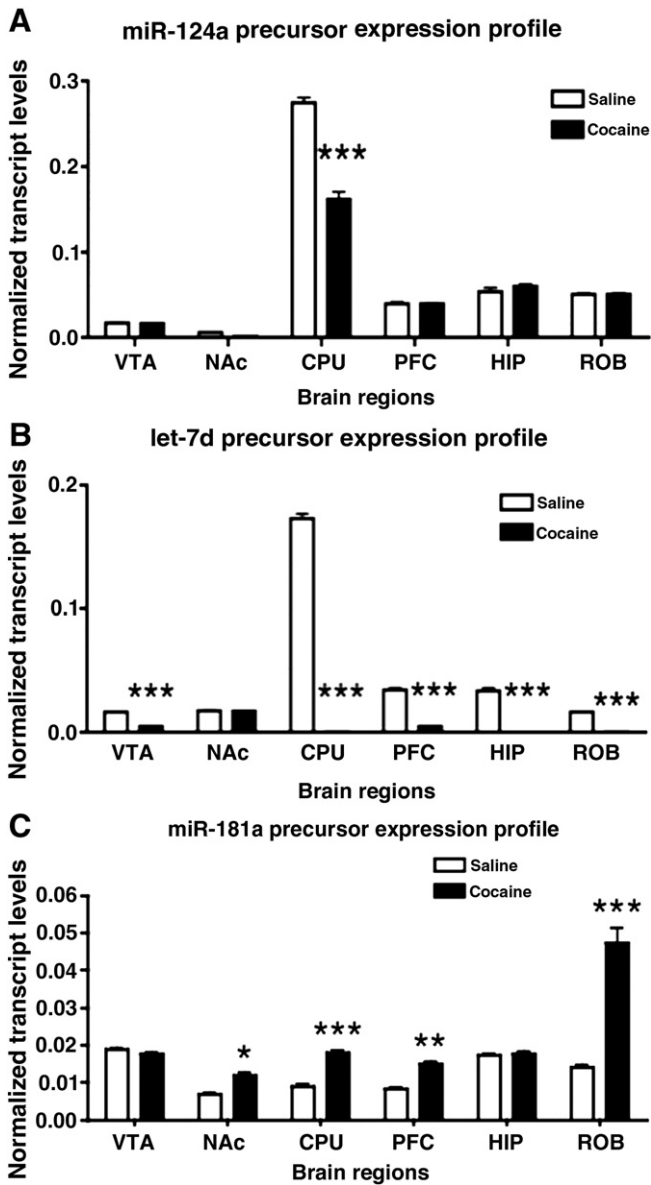 A
miR-124a precursor expression profile
Normalized transcript levels
0.3
0.2
0.1
0.0
Saline
Cocaine
***
VTA NAc CPU PFC HIP ROB
Brain regions
B
let-7d precursor expression profile
Normalized transcript levels
0.2
0.1
0.0
Saline
Cocaine
*** *** *** *** ***
VTA NAc CPU PFC HIP ROB
Brain regions
C
miR-181a precursor expression profile
Normalized transcript levels
Saline
Cocaine
0.06
0.05
0.04
0.03
0.02
0.01
0.00
* *** ** ***
VTA NAc CPU PFC HIP ROB
Brain regions